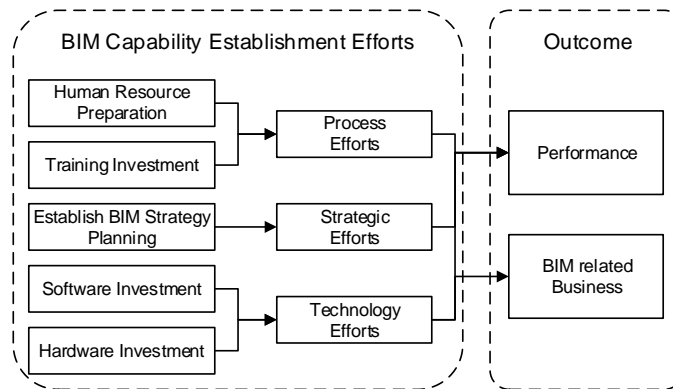 BIM Capability Establishment Efforts
Human Resource
Preparation
Training Investment
Establish BIM Strategy
Planning
Software Investment
Hardware Investment
Process
Efforts
Strategic
Efforts
Technology
Efforts
Outcome
Performance
BIM related
Business